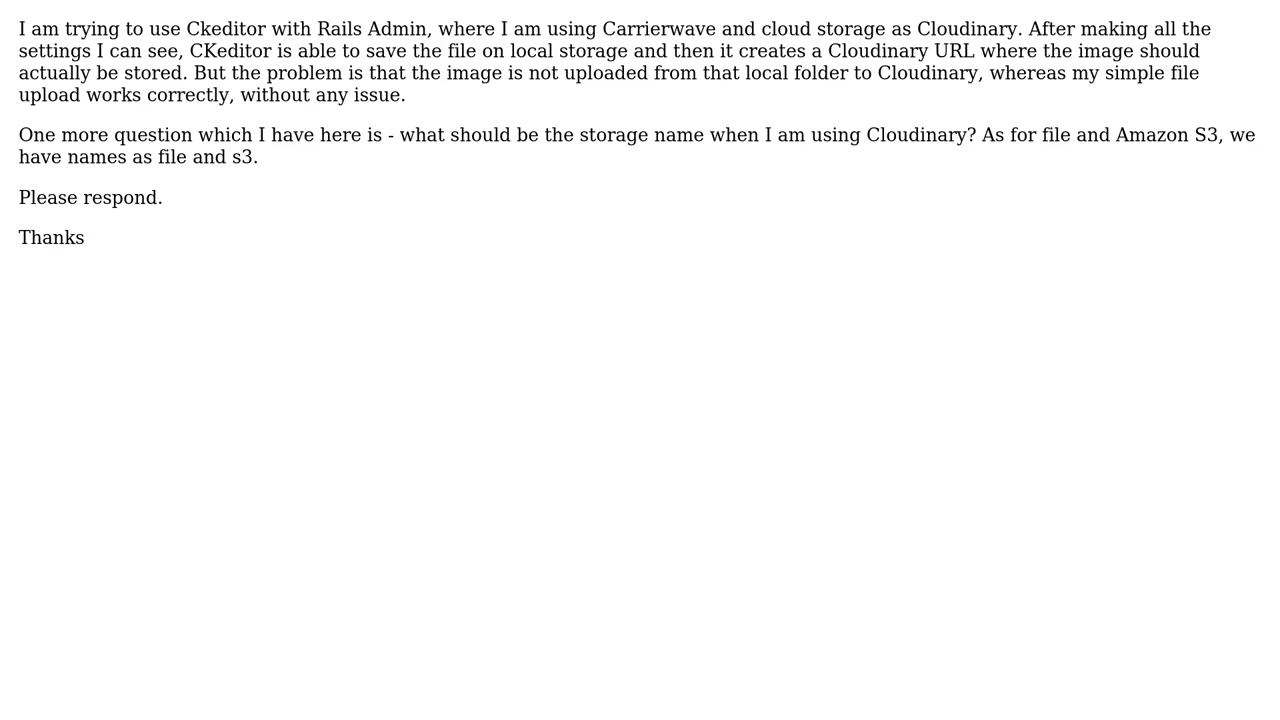 I am trying to use Ckeditor with Rails Admin, where I am using Carrierwave and cloud storage as Cloudinary. After making all the
settings I can see, CKeditor is able to save the file on local storage and then it creates a Cloudinary URL where the image should
actually be stored. But the problem is that the image is not uploaded from that local folder to Cloudinary, whereas my simple file
upload works correctly, without any issue.
One more question which I have here is - what should be the storage name when I am using Cloudinary? As for file and Amazon S3, we
have names as file and s3.
Please respond.
Thanks